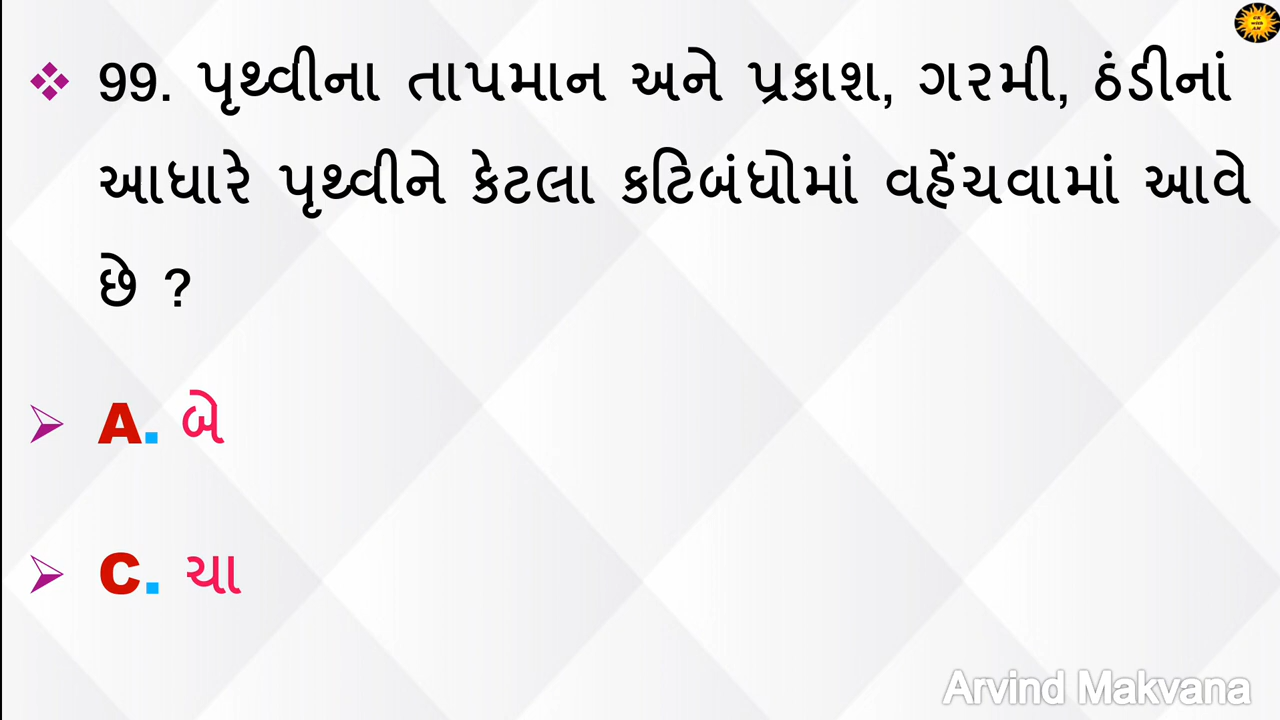 99. પૃથ્વીના તાપમાન અને પ્રકાશ, ગરમી, ઠંડીનાં
આધારે પૃથ્વીને કેટલા કટિબંધોમાં વહેંચવામાં આવે
છે ?
A. બે
C. ચા
Arvind Makvana